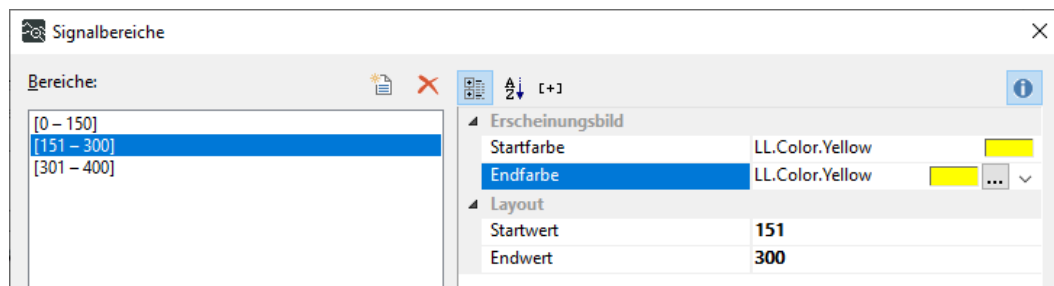 Signalbereiche
Bereiche:
[0 – 150]
[151 – 300]
[301 – 400]
Erscheinungsbild
Startfarbe LL.Color.Yellow
Endfarbe LL.Color.Yellow ...
Layout
Startwert 151
Endwert 300